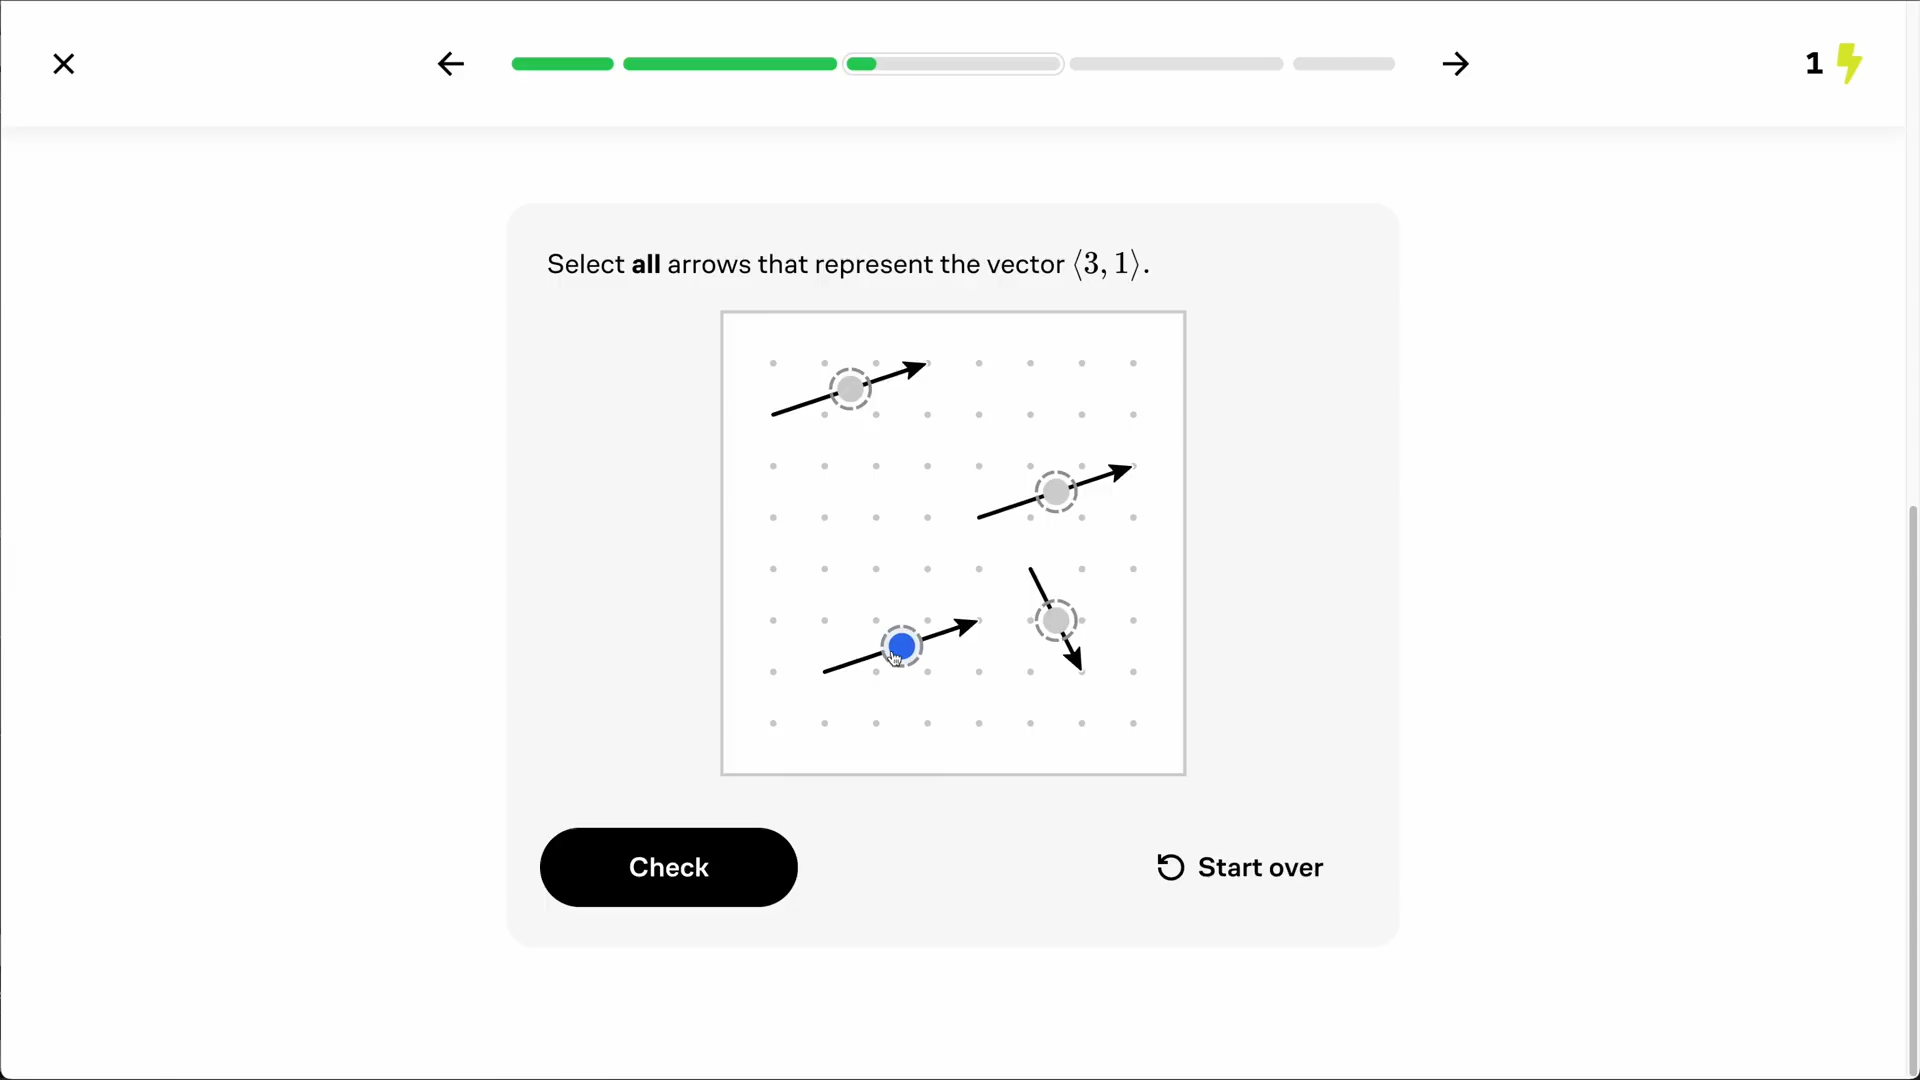 1
Select all arrows that represent the vector ⟨3, 1⟩.
Check
Start over